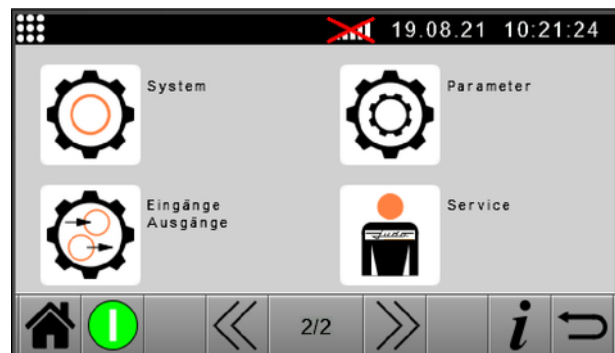 19.08.21 10:21:24
System
Parameter
Eingänge
Ausgänge
Service
Judo
2/2
i